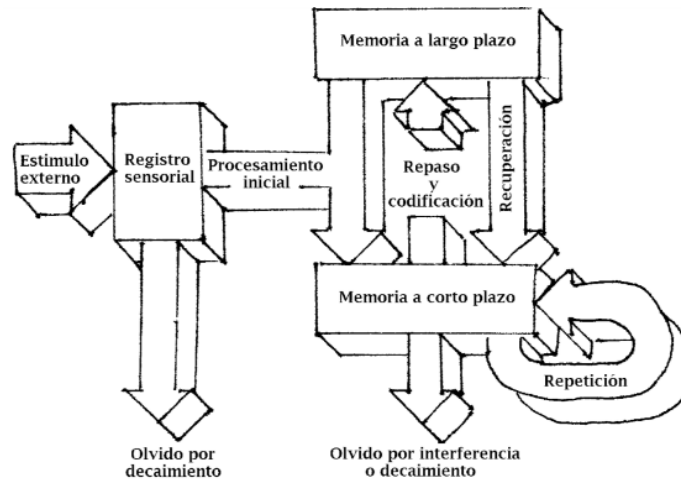 Memoria a largo plazo
Estimulo
externo
Registro
sensorial
Procesamiento
inicial
Repaso
y
codificación
Recuperación
Memoria a corto plazo
Repetición
Olvido por
decaimiento
Olvido por interferencia
o decaimiento